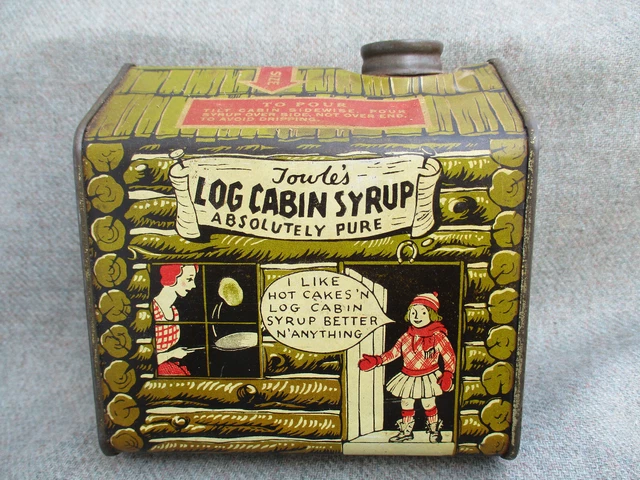 SIZE
TO POUR
TILT CABIN SIDEWISE, POUR
SYRUP OVER SIDE, NOT OVER END,
TO AVOID DRIPPING.
Towle's
LOG CABIN SYRUP
ABSOLUTELY PURE
I LIKE
HOT CAKES 'N
LOG CABIN
SYRUP BETTER
N' ANYTHING